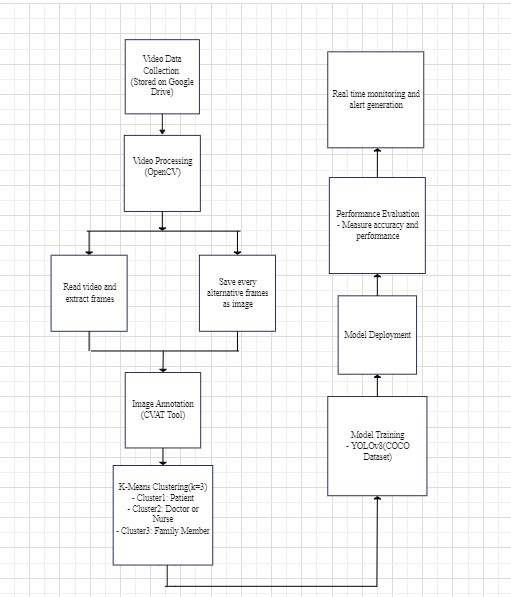 Video Data
Collection
(Stored on Google
Drive)
Video Processing
(OpenCV)
Read video and
extract frames
Save every
alternative frames
as image
Image Annotation
(CVAT Tool)
K-Means Clustering(k=3)
- Cluster1: Patient
- Cluster2: Doctor or
Nurse
- Cluster3: Family Member
Model Training
- YOLOv8(COCO
Dataset)
Model Deployment
Performance Evaluation
- Measure accuracy and
performance
Real time monitoring and
alert generation